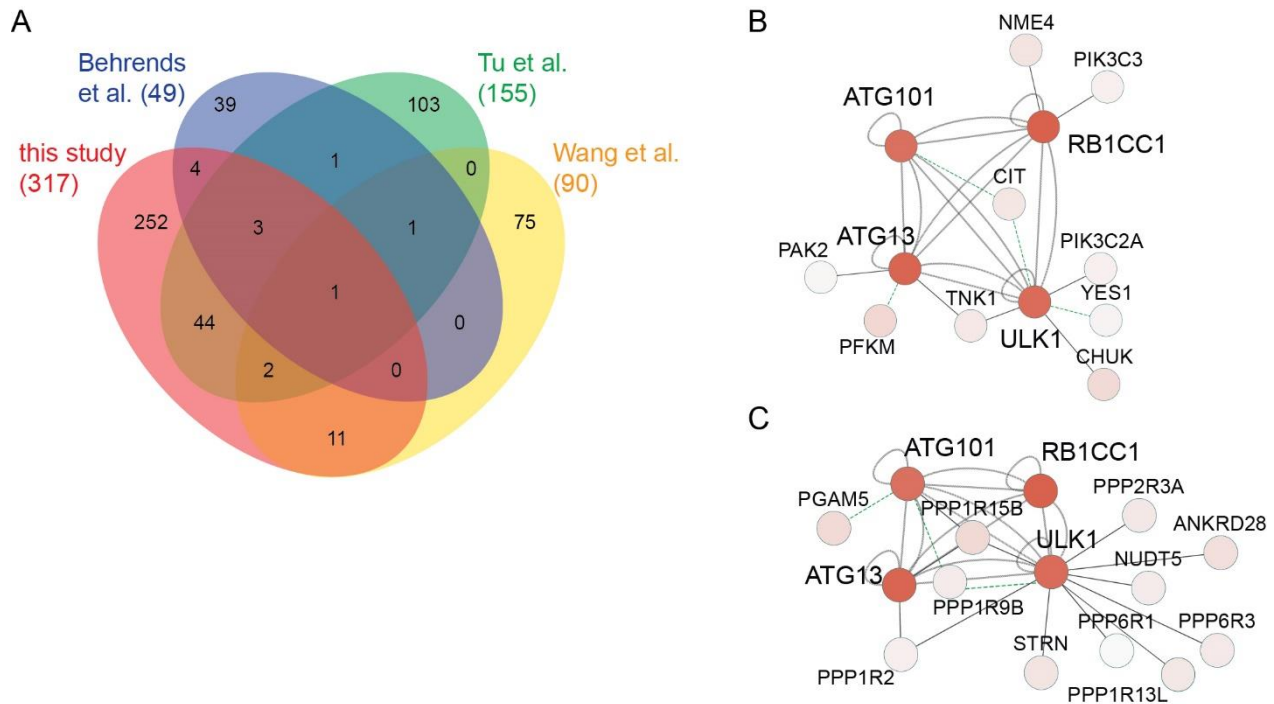 A
Behrends
et al. (49)
Tu et al.
(155)
this study
(317)
Wang et al.
(90)
39
103
4
1
0
252
3
1
75
1
44
0
2
0
11
B
NME4
PIK3C3
ATG101
RB1CC1
CIT
ATG13
PAK2
PIK3C2A
TNK1
YES1
PFKM
ULK1
CHUK
C
ATG101
RB1CC1
PGAM5
PPP1R15B
PPP2R3A
ULK1
ANKRD28
NUDT5
ATG13
PPP1R9B
PPP6R1
PPP6R3
STRN
PPP1R2
PPP1R13L